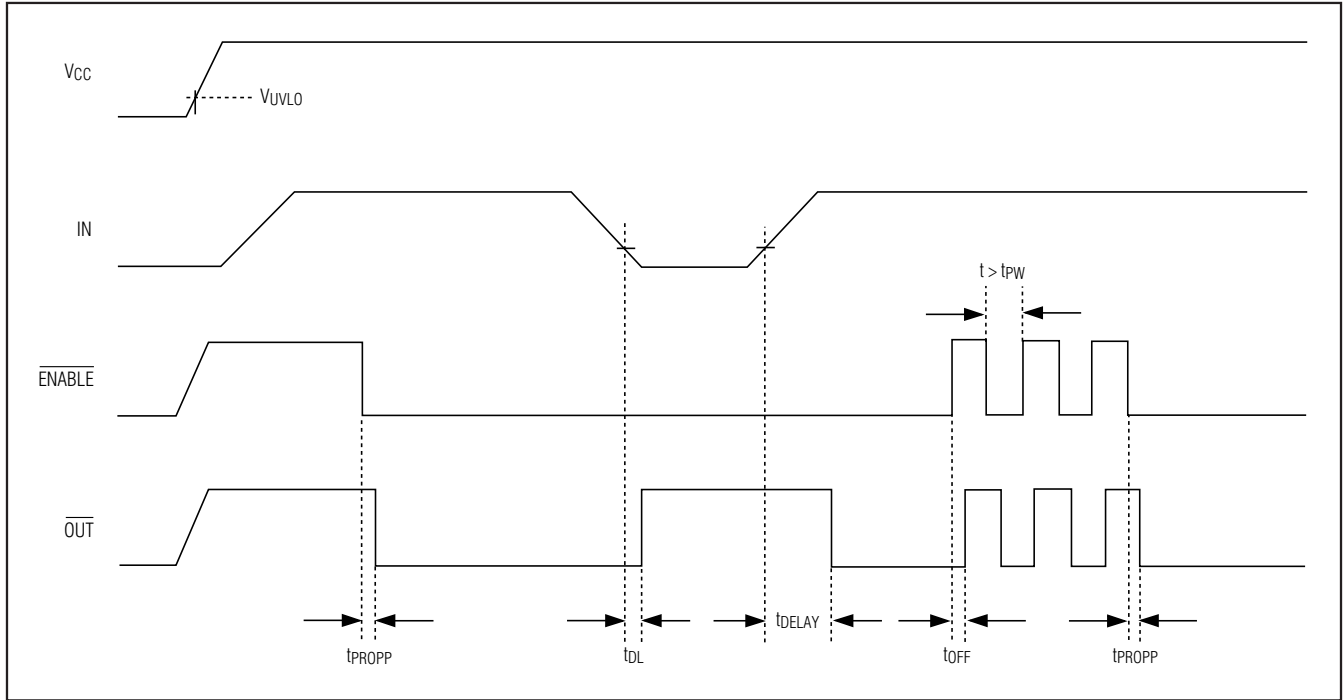 VCC
VUVLO
IN
t > tPW
ENABLE
OUT
tDELAY
tPROPP
tDL
tOFF
tPROPP